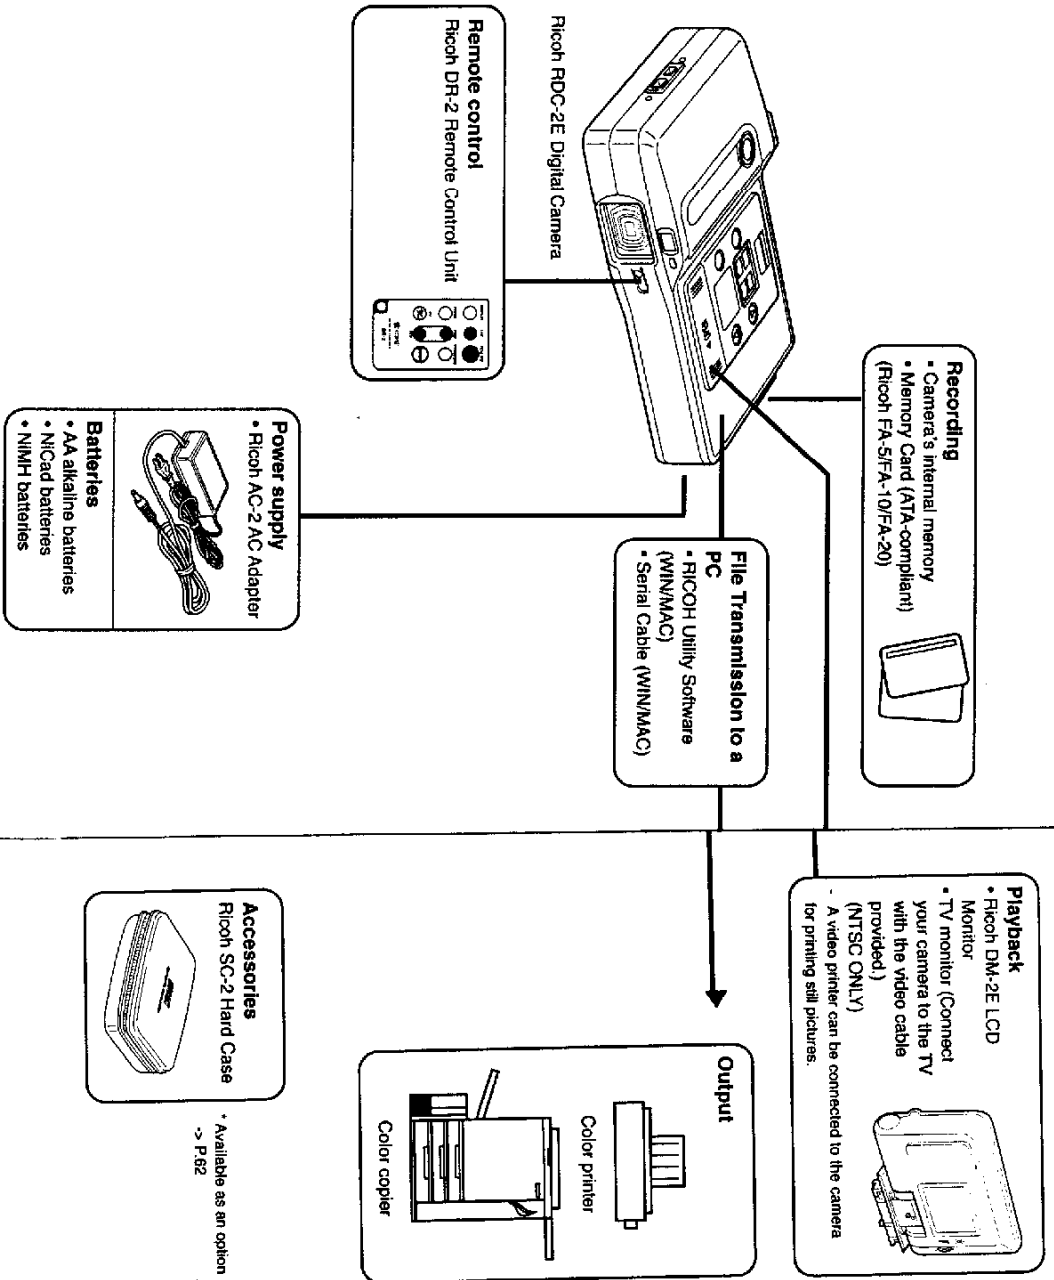 Ricoh RDC-2E Digital Camera
Remote control
Ricoh DR-2 Remote Control Unit
Recording
• Camera's internal memory
• Memory Card (ATA-compliant)
(Ricoh FA-5/FA-10/FA-20)
File Transmission to a
PC
• RICOH Utility Software
(WIN/MAC)
• Serial Cable (WIN/MAC)
Power supply
• Ricoh AC-2 AC Adapter
Batteries
• AA alkaline batteries
• NiCad batteries
• NiMH batteries
Playback
• Ricoh DM-2E LCD
Monitor
• TV monitor (Connect
your camera to the TV
with the video cable
provided.)
(NTSC ONLY)
- A video printer can be connected to the camera
for printing still pictures.
Output
Color printer
Color copier
Accessories
Ricoh SC-2 Hard Case
* Available as an option
-> P.62